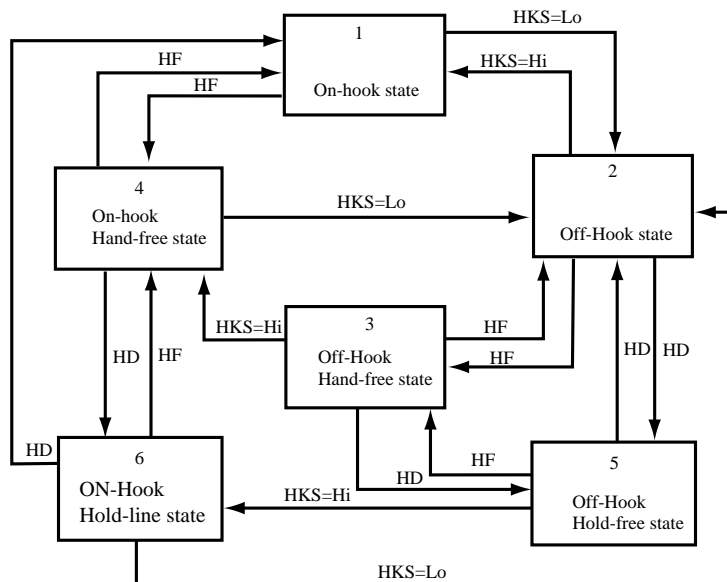 1
HKS=Lo
HF
HKS=Hi
On-hook state
HF
4
On-hook
Hand-free state
HKS=Lo
2
Off-Hook state
HKS=Hi
3
Off-Hook
Hand-free state
HF
HF
HD
HF
HD
HD
HD
6
ON-Hook
Hold-line state
HF
HD
HKS=Hi
5
Off-Hook
Hold-free state
HKS=Lo